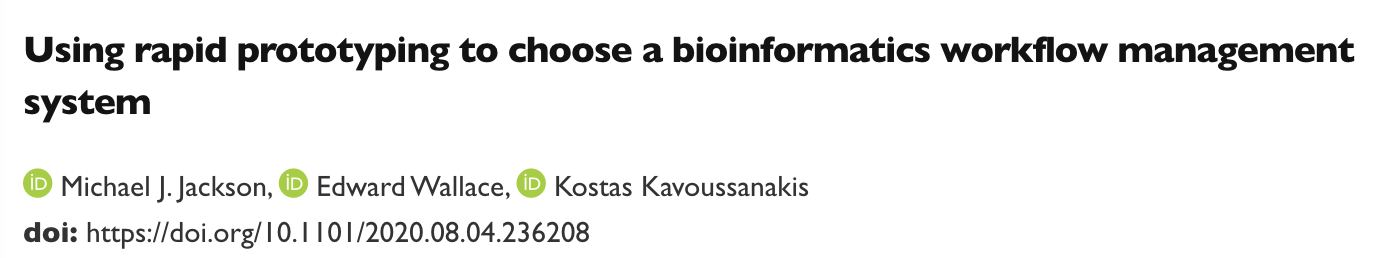 Using rapid prototyping to choose a bioinformatics workflow management
system
iD Michael J. Jackson, iD Edward Wallace, iD Kostas Kavoussanakis
doi: https://doi.org/10.1101/2020.08.04.236208